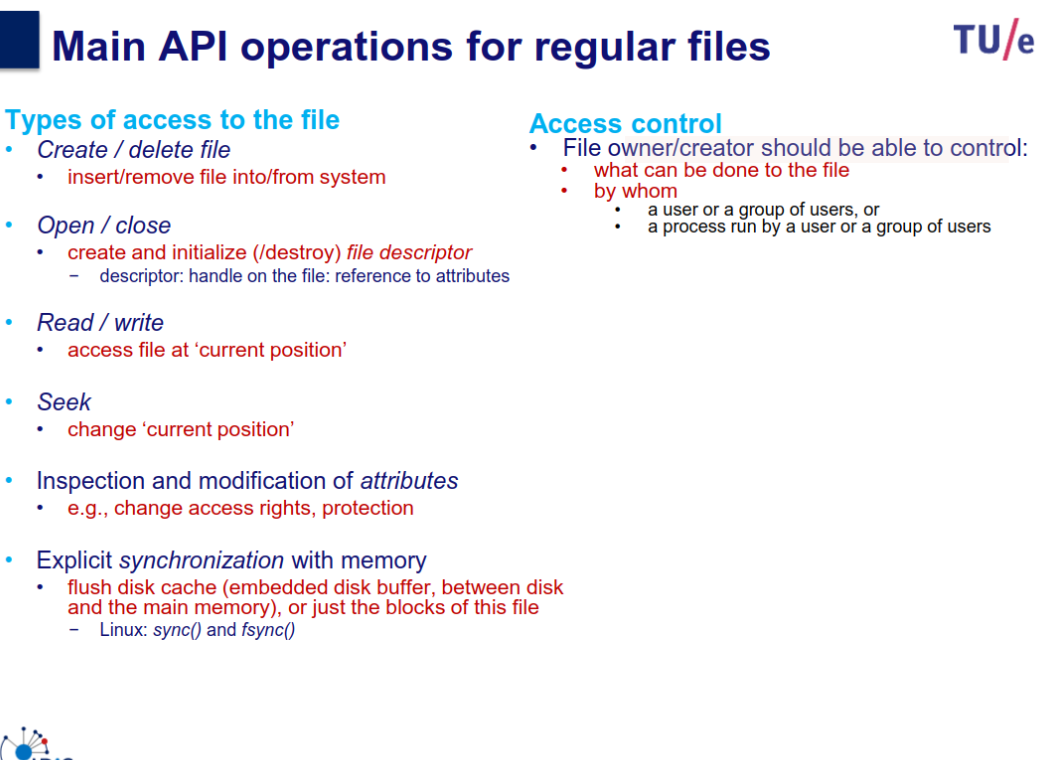 Main API operations for regular files
TU/e
Types of access to the file
• Create / delete file
• insert/remove file into/from system
• Open / close
• create and initialize (/destroy) file descriptor
− descriptor: handle on the file: reference to attributes
• Read / write
• access file at ‘current position’
• Seek
• change ‘current position’
• Inspection and modification of attributes
• e.g., change access rights, protection
• Explicit synchronization with memory
• flush disk cache (embedded disk buffer, between disk
and the main memory), or just the blocks of this file
− Linux: sync() and fsync()
Access control
• File owner/creator should be able to control:
• what can be done to the file
• by whom
• a user or a group of users, or
• a process run by a user or a group of users